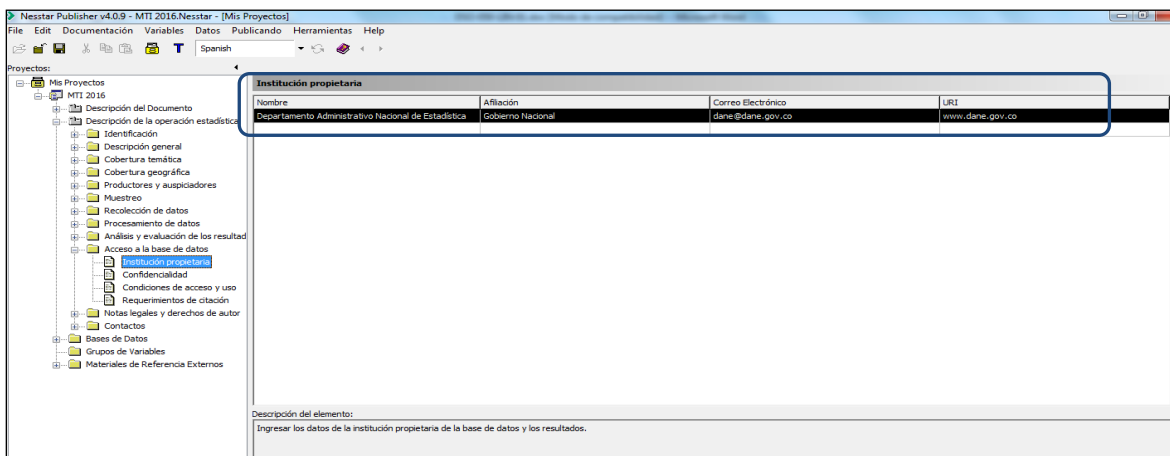 Nesstar Publisher v4.0.9 - MTI 2016.Nesstar - [Mis Proyectos]
File Edit Documentación Variables Datos Publicando Herramientas Help
Spanish
Proyectos:
Mis Proyectos
MTI 2016
Descripción del Documento
Descripción de la operación estadística
Identificación
Descripción general
Cobertura temática
Cobertura geográfica
Productores y auspiciadores
Muestreo
Recolección de datos
Procesamiento de datos
Análisis y evaluación de los resultad
Acceso a la base de datos
Institución propietaria
Confidencialidad
Condiciones de acceso y uso
Requerimientos de citación
Notas legales y derechos de autor
Contactos
Bases de Datos
Grupos de Variables
Materiales de Referencia Externos
Institución propietaria
Nombre Afiliación Correo Electrónico URI
Departamento Administrativo Nacional de Estadística Gobierno Nacional dane@dane.gov.co www.dane.gov.co
Descripción del elemento:
Ingresar los datos de la institución propietaria de la base de datos y los resultados.